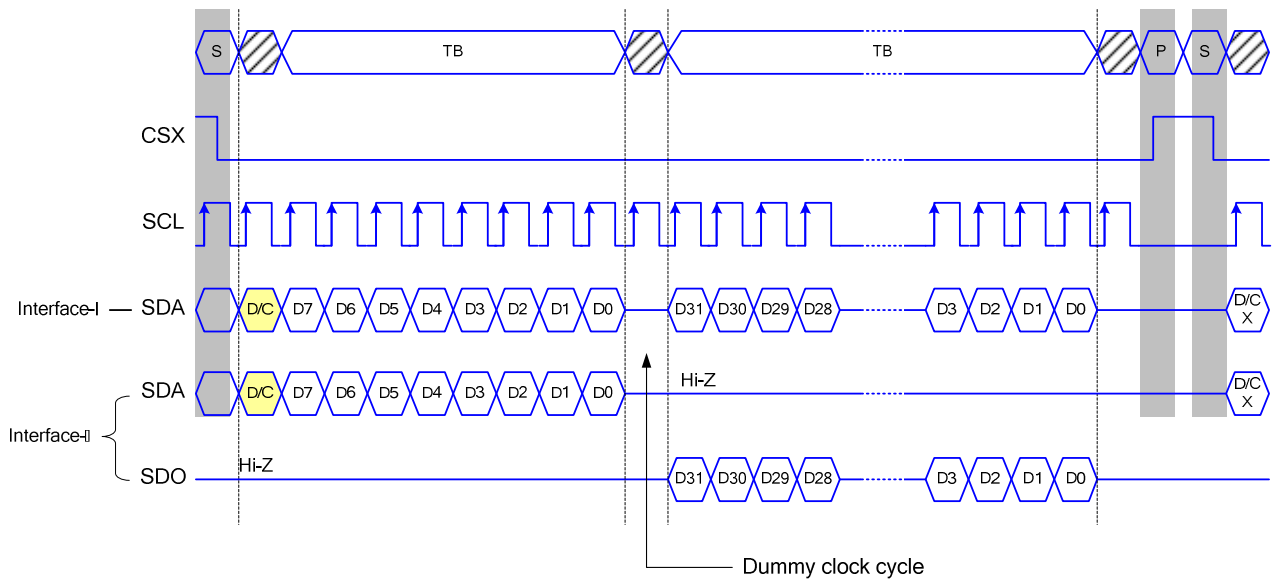 S TB TB P S
CSX
SCL
Interface-I SDA D/C D7 D6 D5 D4 D3 D2 D1 D0 D31 D30 D29 D28 D3 D2 D1 D0 D/C X
SDA D/C D7 D6 D5 D4 D3 D2 D1 D0 Hi-Z D/C X
Interface-▯
SDO Hi-Z D31 D30 D29 D28 D3 D2 D1 D0
Dummy clock cycle